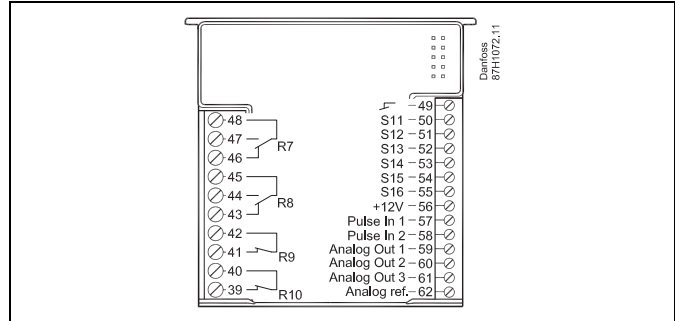 Danfoss
87H1072.11
48
47
R7
46
45
44
R8
43
42
41
R9
40
39
R10
49
S11 50
S12 51
S13 52
S14 53
S15 54
S16 55
+12V 56
Pulse In 1 57
Pulse In 2 58
Analog Out 1 59
Analog Out 2 60
Analog Out 3 61
Analog ref. 62